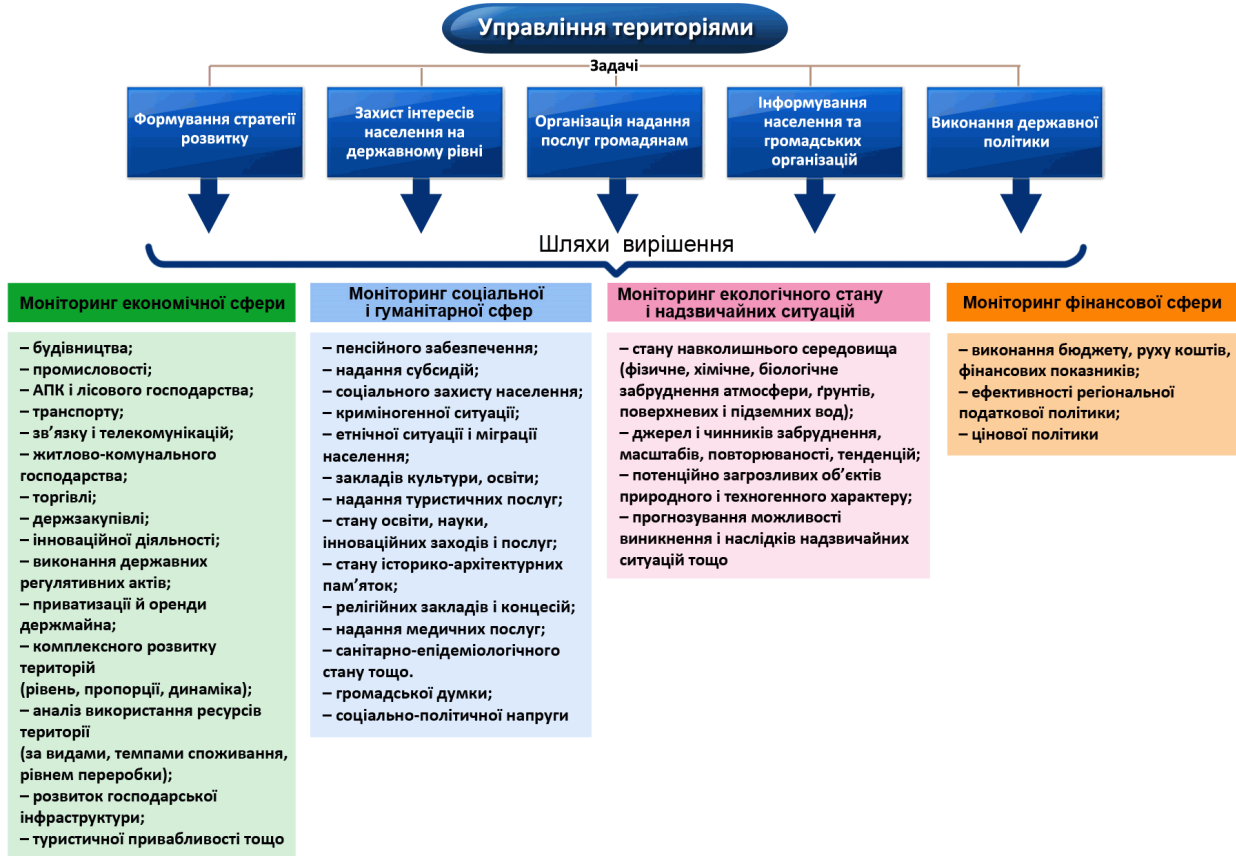 Управління територіями
Задачі
Формування стратегії
розвитку
Захист інтересів
населення на
державному рівні
Організація надання
послуг громадянам
Інформування
населення та
громадських
організацій
Виконання державної
політики
Шляхи вирішення
Моніторинг економічної сфери
– будівництва;
– промисловості;
– АПК і лісового господарства;
– транспорту;
– зв’язку і телекомунікацій;
– житлово-комунального
господарства;
– торгівлі;
– держзакупівлі;
– інноваційної діяльності;
– виконання державних
регулятивних актів;
– приватизації й оренди
держмайна;
– комплексного розвитку
територій
(рівень, пропорції, динаміка);
– аналіз використання ресурсів
території
(за видами, темпами споживання,
рівнем переробки);
– розвиток господарської
інфраструктури;
– туристичної привабливості тощо
Моніторинг соціальної
і гуманітарної сфер
– пенсійного забезпечення;
– надання субсидій;
– соціального захисту населення;
– криміногенної ситуації;
– етнічної ситуації і міграції
населення;
– закладів культури, освіти;
– надання туристичних послуг;
– стану освіти, науки,
інноваційних заходів і послуг;
– стану історико-архітектурних
пам’яток;
– релігійних закладів і концесій;
– надання медичних послуг;
– санітарно-епідеміологічного
стану тощо.
– громадської думки;
– соціально-політичної напруги
Моніторинг екологічного стану
і надзвичайних ситуацій
– стану навколишнього середовища
(фізичне, хімічне, біологічне
забруднення атмосфери, ґрунтів,
поверхневих і підземних вод);
– джерел і чинників забруднення,
масштабів, повторюваності, тенденцій;
– потенційно загрозливих об’єктів
природного і техногенного характеру;
– прогнозування можливості
виникнення і наслідків надзвичайних
ситуацій тощо
Моніторинг фінансової сфери
– виконання бюджету, руху коштів,
фінансових показників;
– ефективності регіональної
податкової політики;
– цінової політики